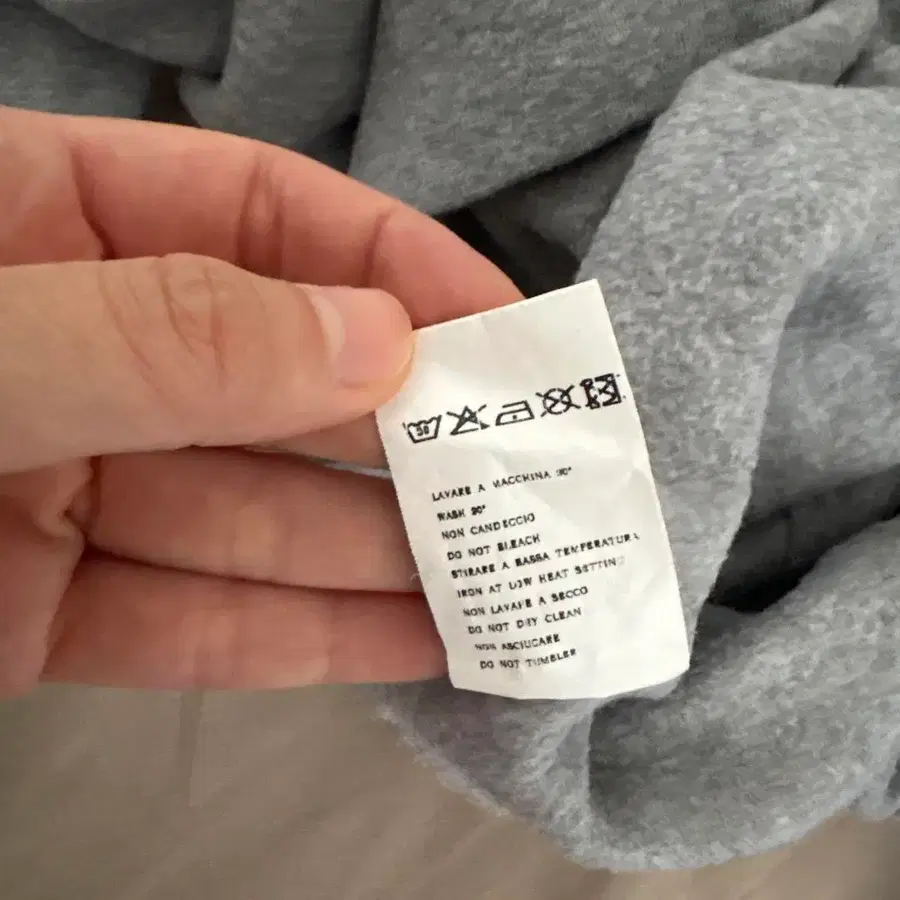 30
LAVARE A MACCHINA 30°
WASH 30°
NON CANDEGGIO
DO NOT BLEACH
STIRARE A BASSA TEMPERATURA
IRON AT LOW HEAT SETTING
NON LAVARE A SECCO
DO NOT DRY CLEAN
NON ASCIUGARE
DO NOT TUMBLER